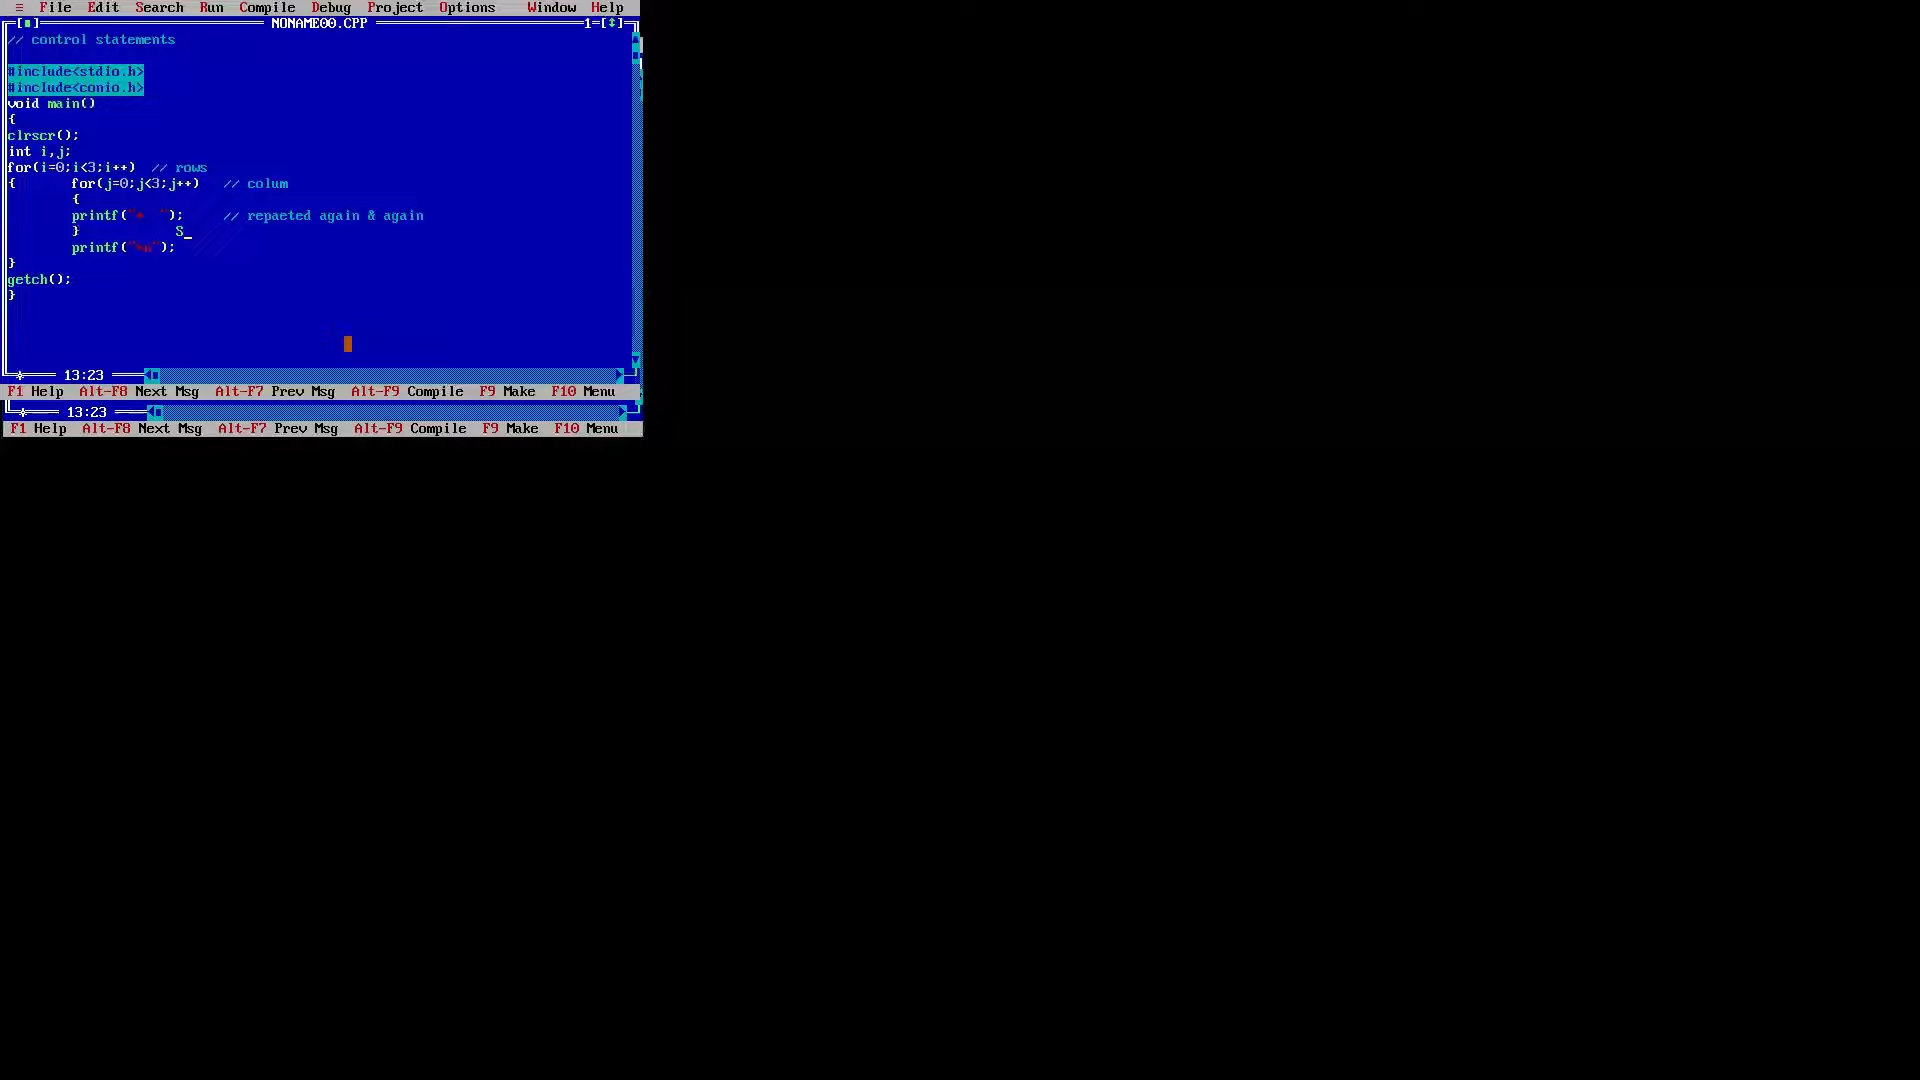 ≡ File Edit Search Run Compile Debug Project Options Window Help
[■] NONAME00.CPP 1=[↕]
// control statements
#include<stdio.h>
#include<conio.h>
void main()
{
clrscr();
int i,j;
for(i=0;i<3;i++) // rows
{ for(j=0;j<3;j++) // colum
{
printf("* "); // repaeted again & again
} S_
printf("\n");
}
getch();
}
13:23
F1 Help Alt-F8 Next Msg Alt-F7 Prev Msg Alt-F9 Compile F9 Make F10 Menu
13:23
F1 Help Alt-F8 Next Msg Alt-F7 Prev Msg Alt-F9 Compile F9 Make F10 Menu